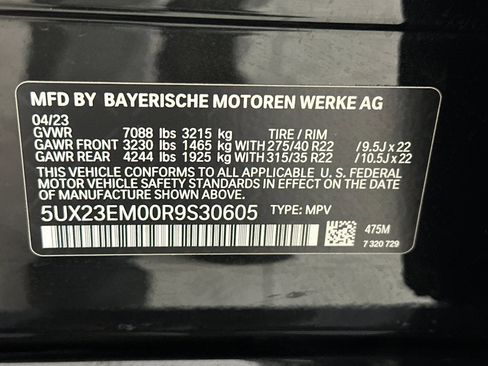 MFD BY BAYERISCHE MOTOREN WERKE AG
04/23
GVWR 7088 lbs 3215 kg TIRE / RIM
GAWR FRONT 3230 lbs 1465 kg WITH 275/40 R22 / 9.5J x 22
GAWR REAR 4244 lbs 1925 kg WITH 315/35 R22 / 10.5J x 22
THIS VEHICLE CONFORMS TO ALL APPLICABLE U. S. FEDERAL
MOTOR VEHICLE SAFETY STANDARDS IN EFFECT ON THE DATE OF
MANUFACTURE SHOWN ABOVE.
5UX23EM00R9S30605 TYPE: MPV
475M
7 320 729